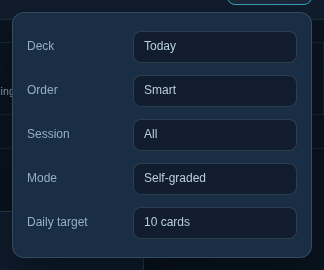 Deck Today
Order Smart
Session All
Mode Self-graded
Daily target 10 cards